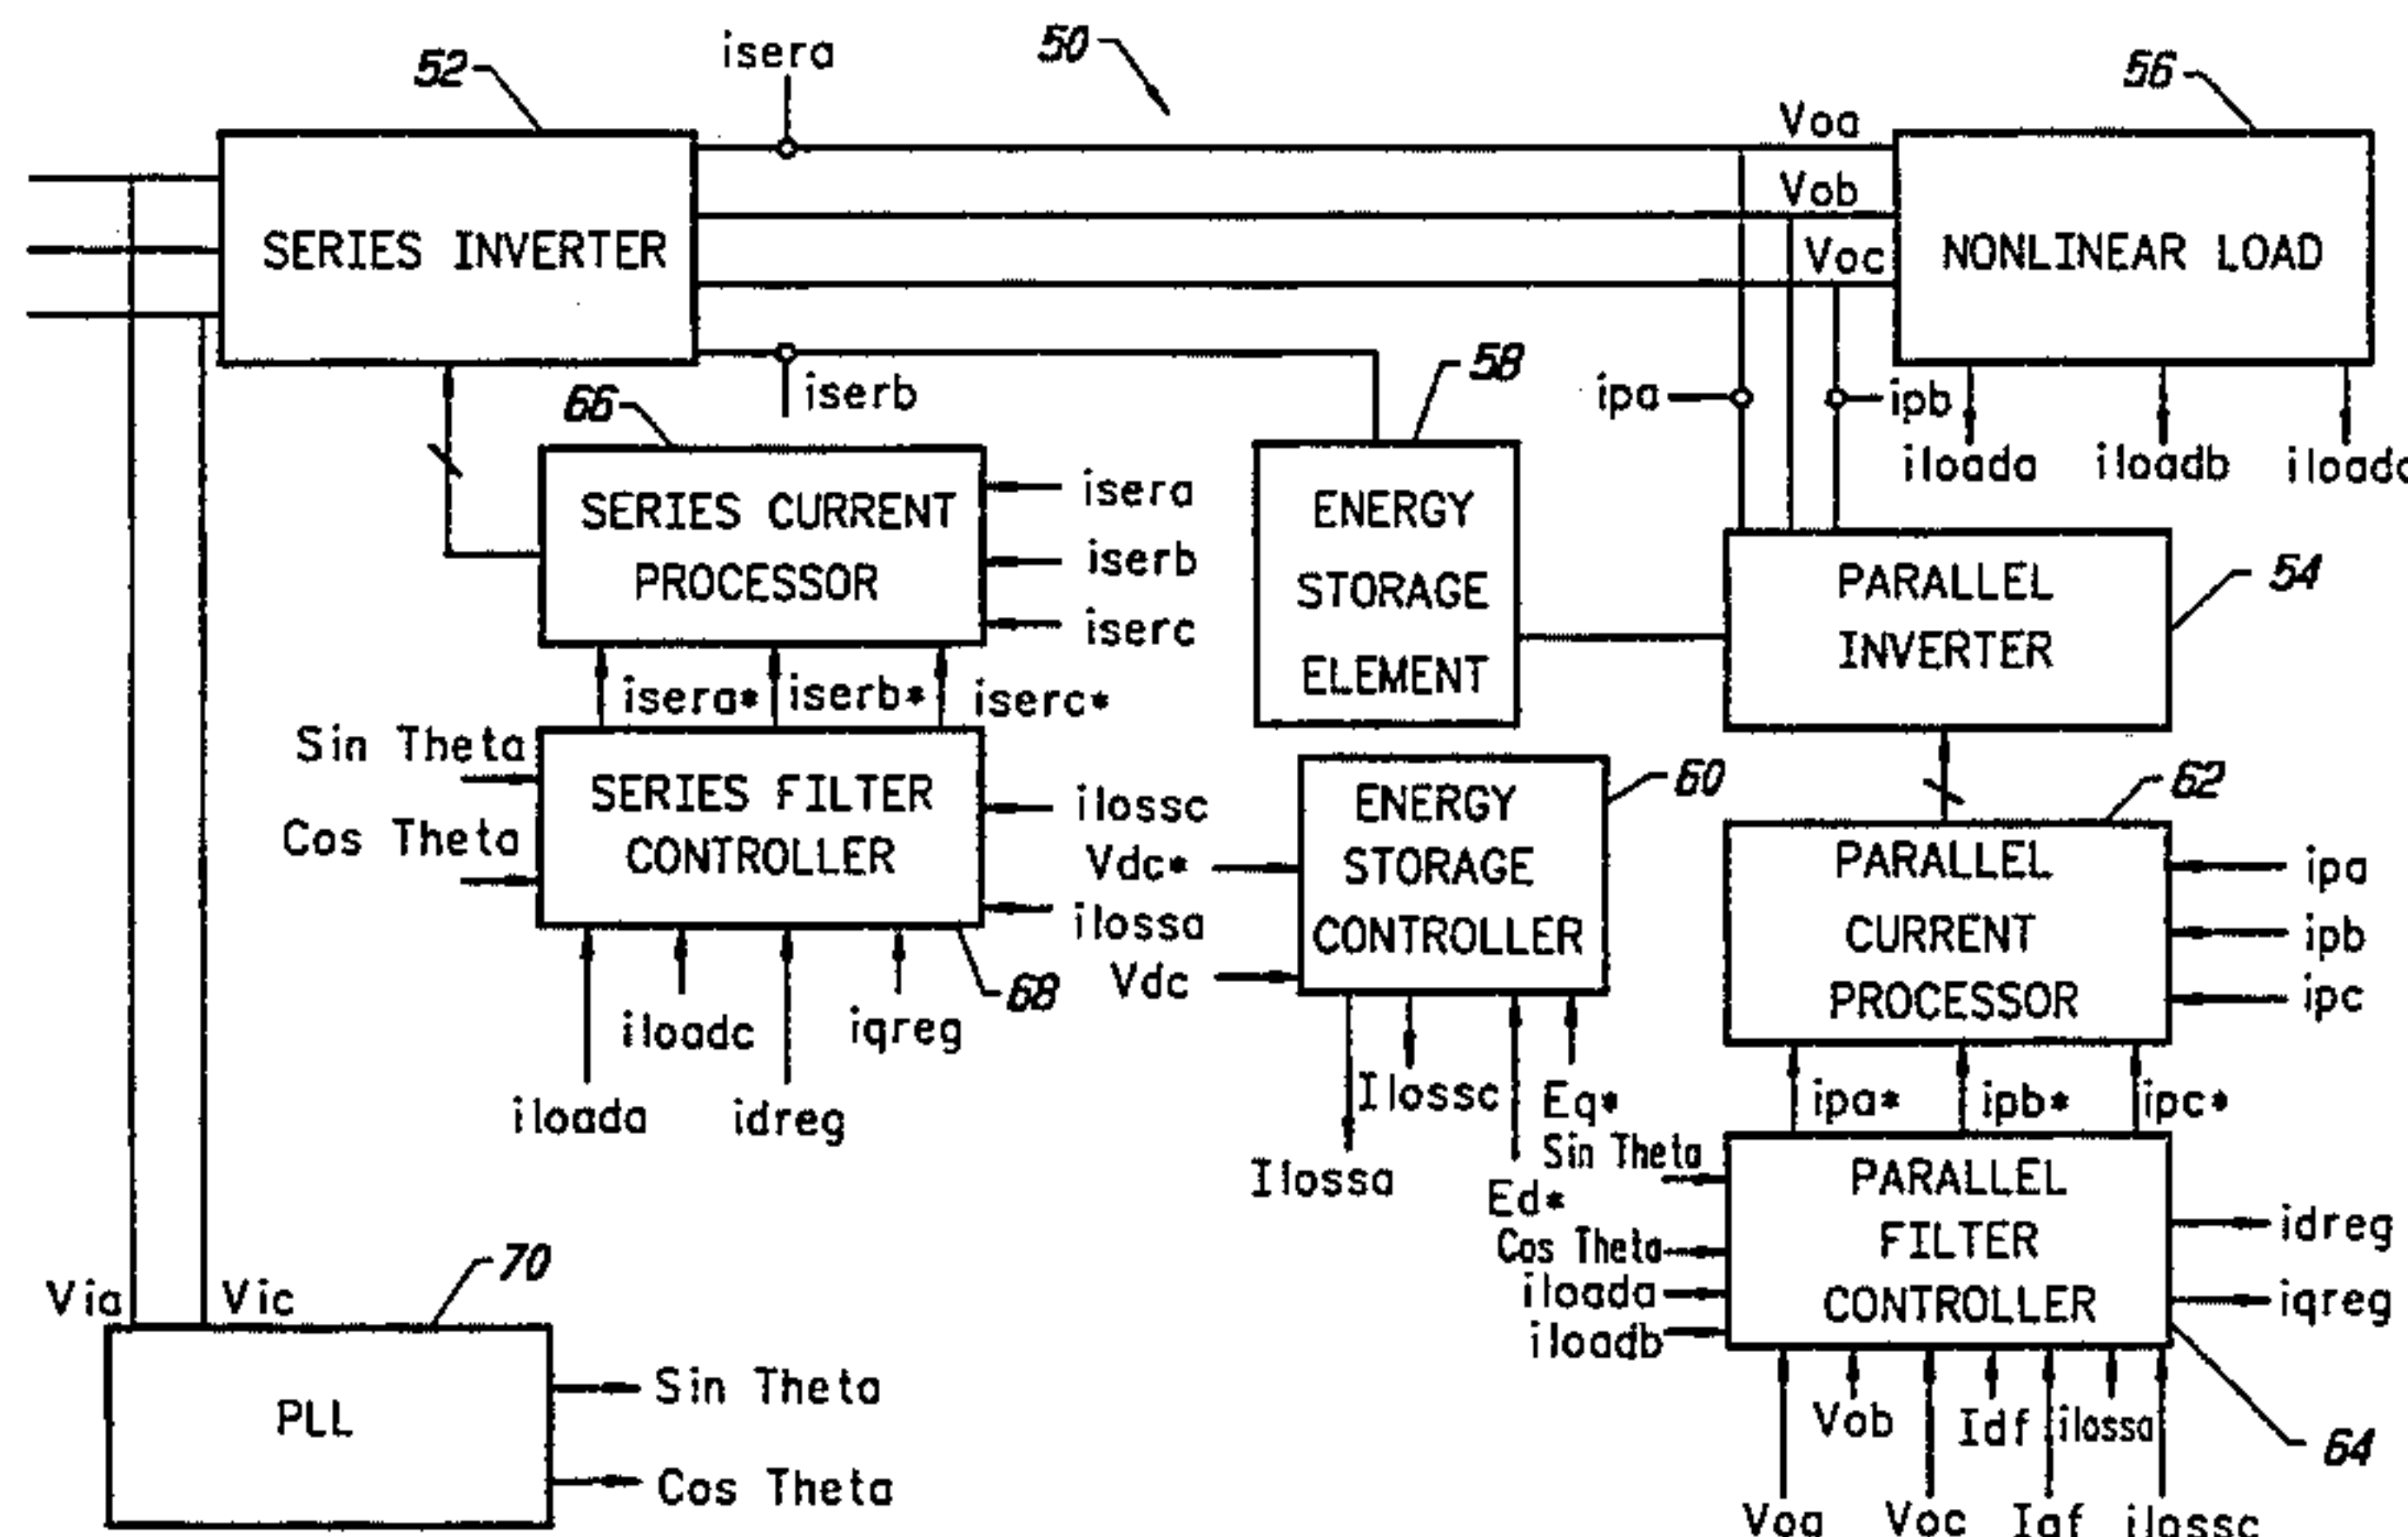 52
isera
50
56
Voa
Vob
Voc
SERIES INVERTER
NONLINEAR LOAD
iserb
58
ipa
ipb
iloada
iloadb
iloadc
66
SERIES CURRENT
PROCESSOR
isera
iserb
iserc
ENERGY
STORAGE
ELEMENT
PARALLEL
INVERTER
54
isera*
iserb*
iserc*
Sin Theta
Cos Theta
SERIES FILTER
CONTROLLER
ilossc
ilossa
68
iloada
iloadc
idreg
iqreg
60
Vdc*
Vdc
ENERGY
STORAGE
CONTROLLER
Ilossa
Ilossc
Ed*
Eq*
62
PARALLEL
CURRENT
PROCESSOR
ipa
ipb
ipc
ipa*
ipb*
ipc*
Sin Theta
Cos Theta
iloada
iloadb
PARALLEL
FILTER
CONTROLLER
idreg
iqreg
64
Voa
Vob
Voc
Idf
Iqf
ilossa
ilossc
Via
Vic
70
PLL
Sin Theta
Cos Theta